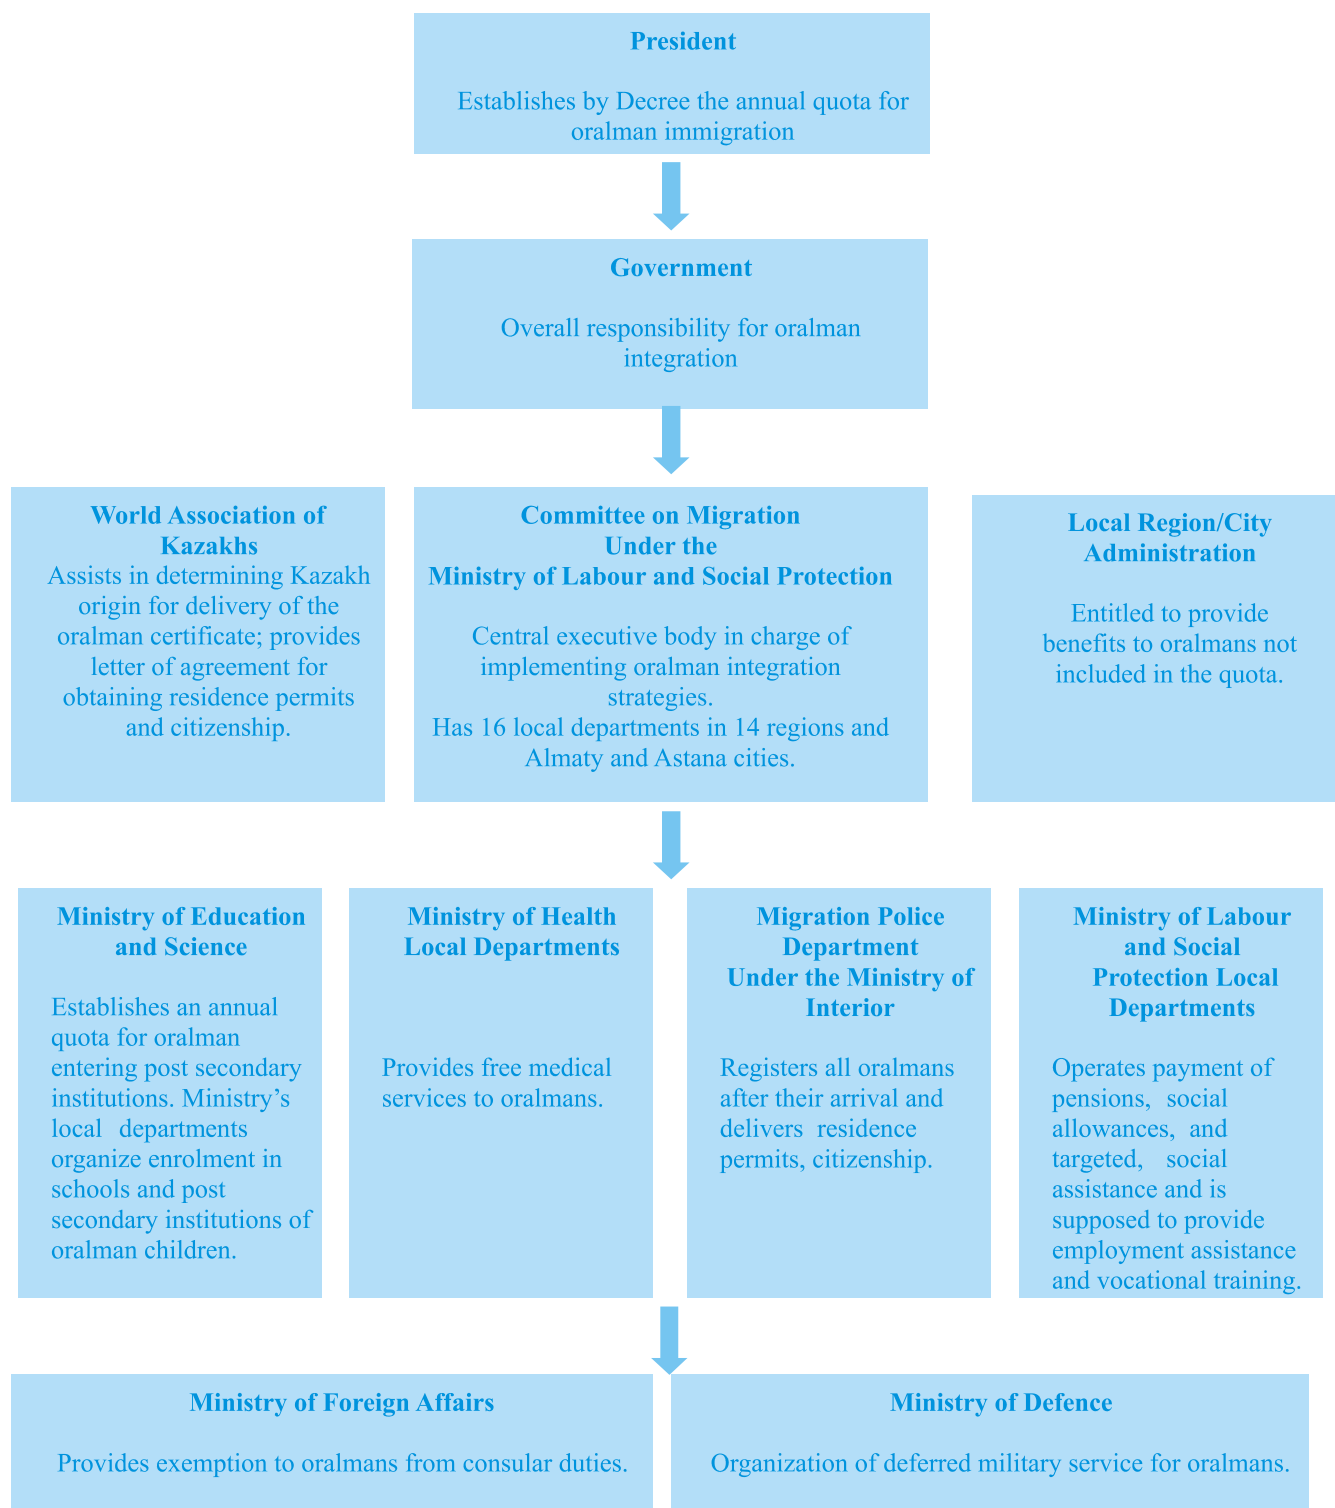 President
Establishes by Decree the annual quota for
oralman immigration
Government
Overall responsibility for oralman
integration
World Association of
Kazakhs
Assists in determining Kazakh
origin for delivery of the
oralman certificate; provides
letter of agreement for
obtaining residence permits
and citizenship.
Committee on Migration
Under the
Ministry of Labour and Social Protection
Central executive body in charge of
implementing oralman integration
strategies.
Has 16 local departments in 14 regions and
Almaty and Astana cities.
Local Region/City
Administration
Entitled to provide
benefits to oralmans not
included in the quota.
Ministry of Education
and Science
Establishes an annual
quota for oralman
entering post secondary
institutions. Ministry’s
local departments
organize enrolment in
schools and post
secondary institutions of
oralman children.
Ministry of Health
Local Departments
Provides free medical
services to oralmans.
Migration Police
Department
Under the Ministry of
Interior
Registers all oralmans
after their arrival and
delivers residence
permits, citizenship.
Ministry of Labour
and Social
Protection Local
Departments
Operates payment of
pensions, social
allowances, and
targeted, social
assistance and is
supposed to provide
employment assistance
and vocational training.
Ministry of Foreign Affairs
Provides exemption to oralmans from consular duties.
Ministry of Defence
Organization of deferred military service for oralmans.